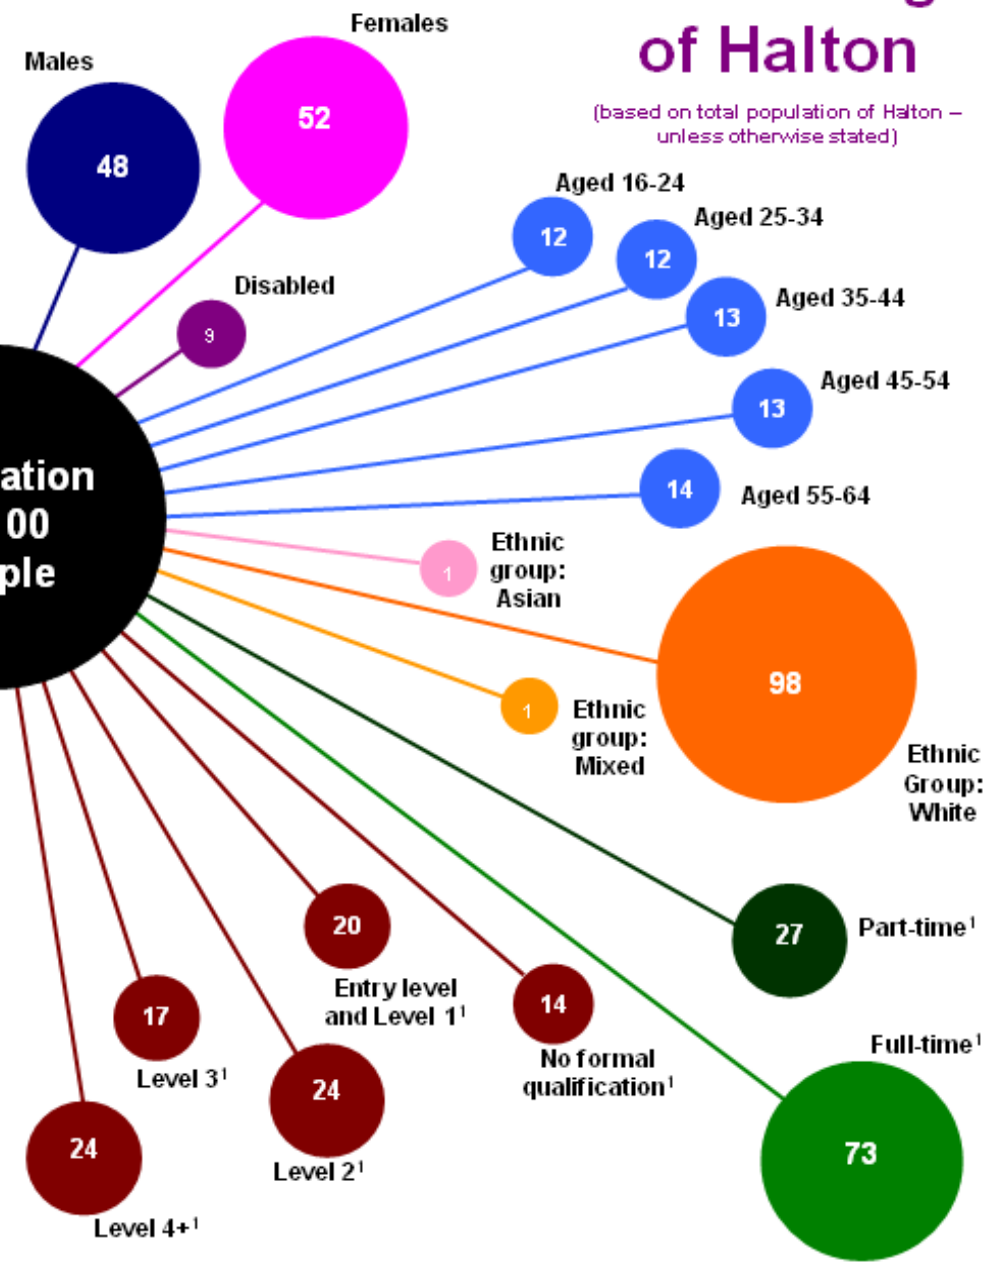 of Halton
(based on total population of Halton –
unless otherwise stated)
Females
Males
52
48
Aged 16-24
12
Aged 25-34
12
Aged 35-44
13
Disabled
9
Aged 45-54
13
Aged 55-64
14
ation
00
ple
Ethnic
group:
Asian
1
98
Ethnic
Group:
White
1
Ethnic
group:
Mixed
27
Part-time¹
20
Entry level
and Level 1¹
14
No formal
qualification¹
17
Level 3¹
Full-time¹
73
24
Level 2¹
24
Level 4+¹